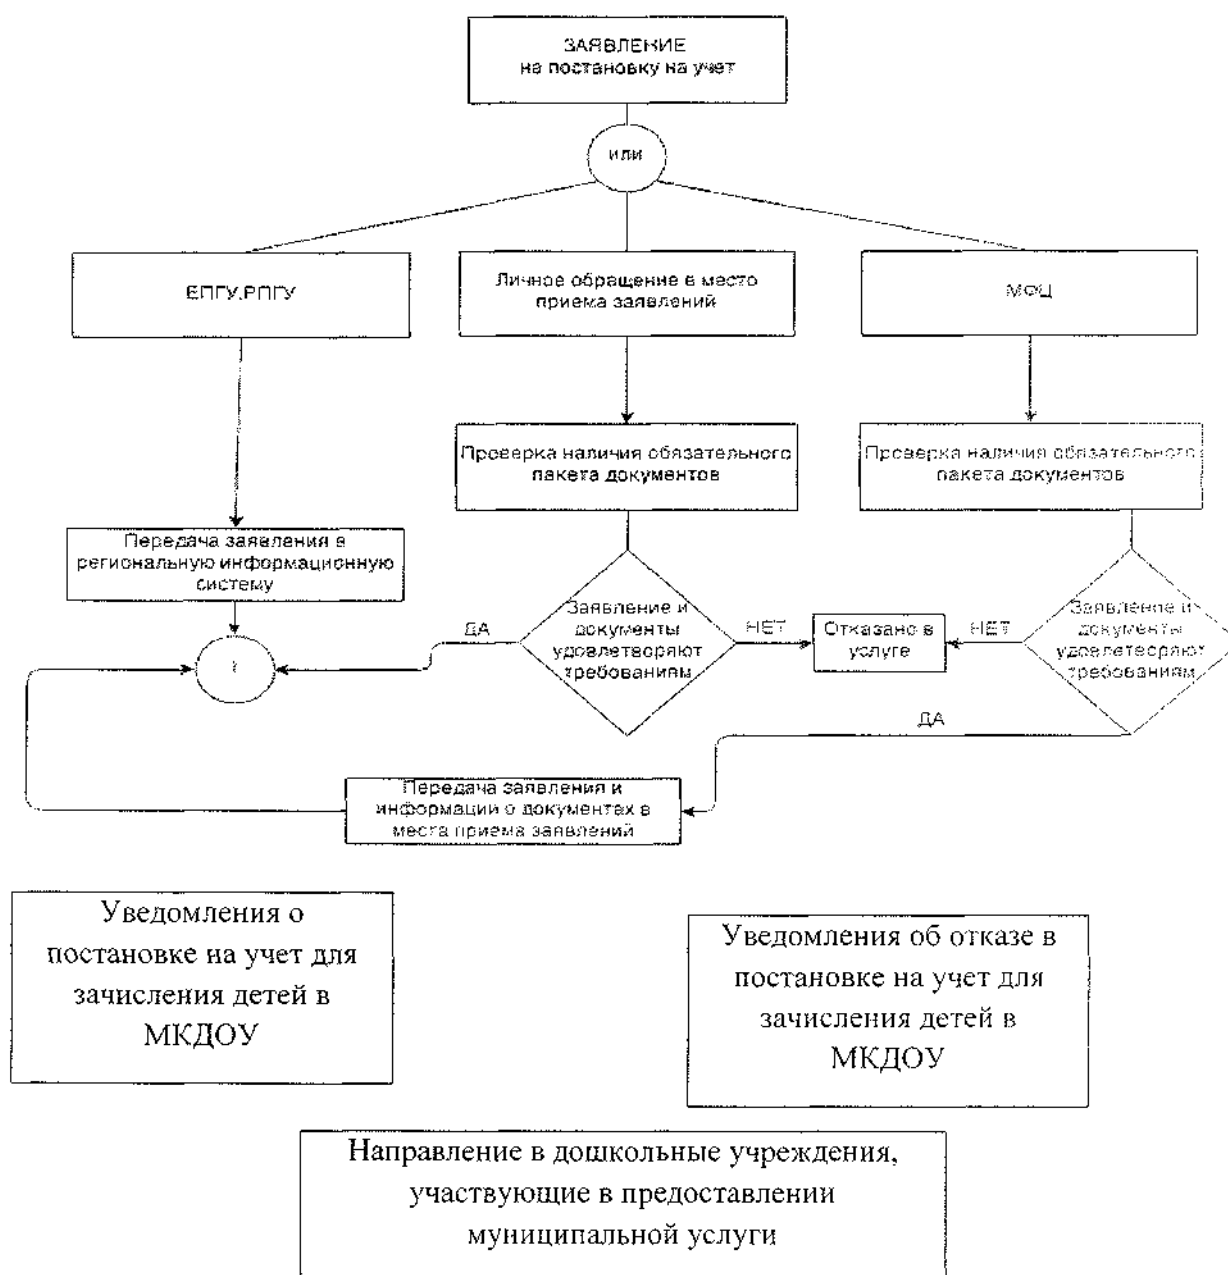 ЗАЯВЛЕНИЕ
на постановку на учет
или
ЕПГУ.РПГУ
Личное обращение в место
приема заявлений
МФЦ
Проверка наличия обязательного
пакета документов
Проверка наличия обязательного
пакета документов
Передача заявления в
региональную информационную
систему
Заявление и
документы
удовлетворяют
требованиям
ДА
НЕТ
Отказано в
услуге
НЕТ
Заявление и
документы
удовлетворяют
требованиям
1
ДА
Передача заявления и
информации о документах в
места приема заявлений
Уведомления о
постановке на учет для
зачисления детей в
МКДОУ
Уведомления об отказе в
постановке на учет для
зачисления детей в
МКДОУ
Направление в дошкольные учреждения,
участвующие в предоставлении
муниципальной услуги